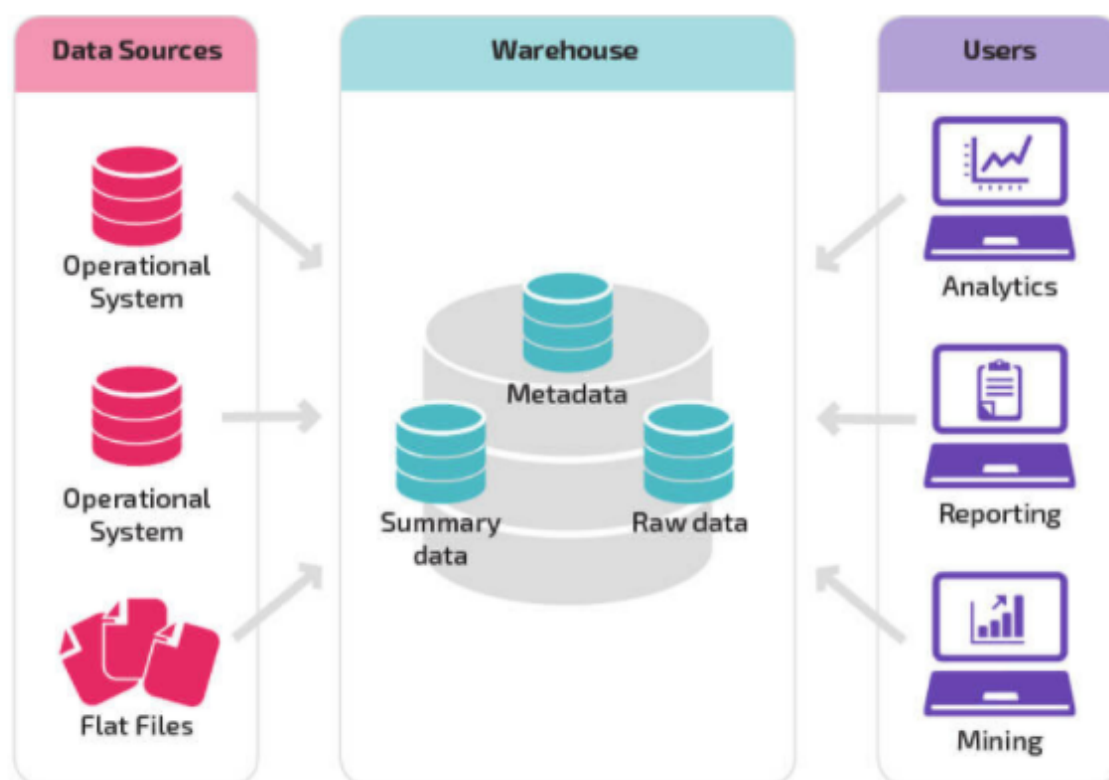 Data Sources
Warehouse
Users
Operational
System
Operational
System
Flat Files
Metadata
Summary
data
Raw data
Analytics
Reporting
Mining